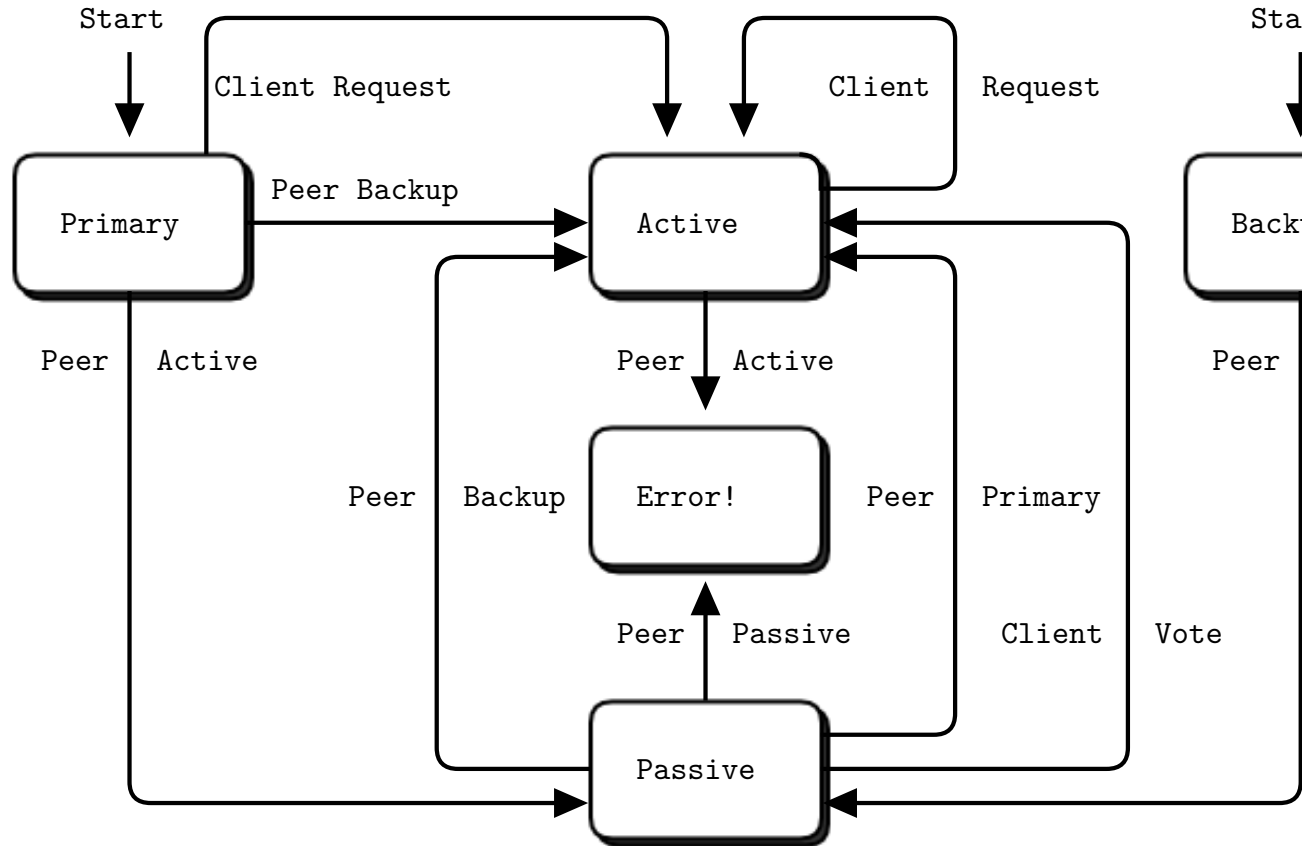 Start
Client Request
Client Request
Peer Backup
Primary
Active
Peer Active
Peer Active
Peer
Peer Backup
Error!
Peer Primary
Peer Passive
Client Vote
Passive